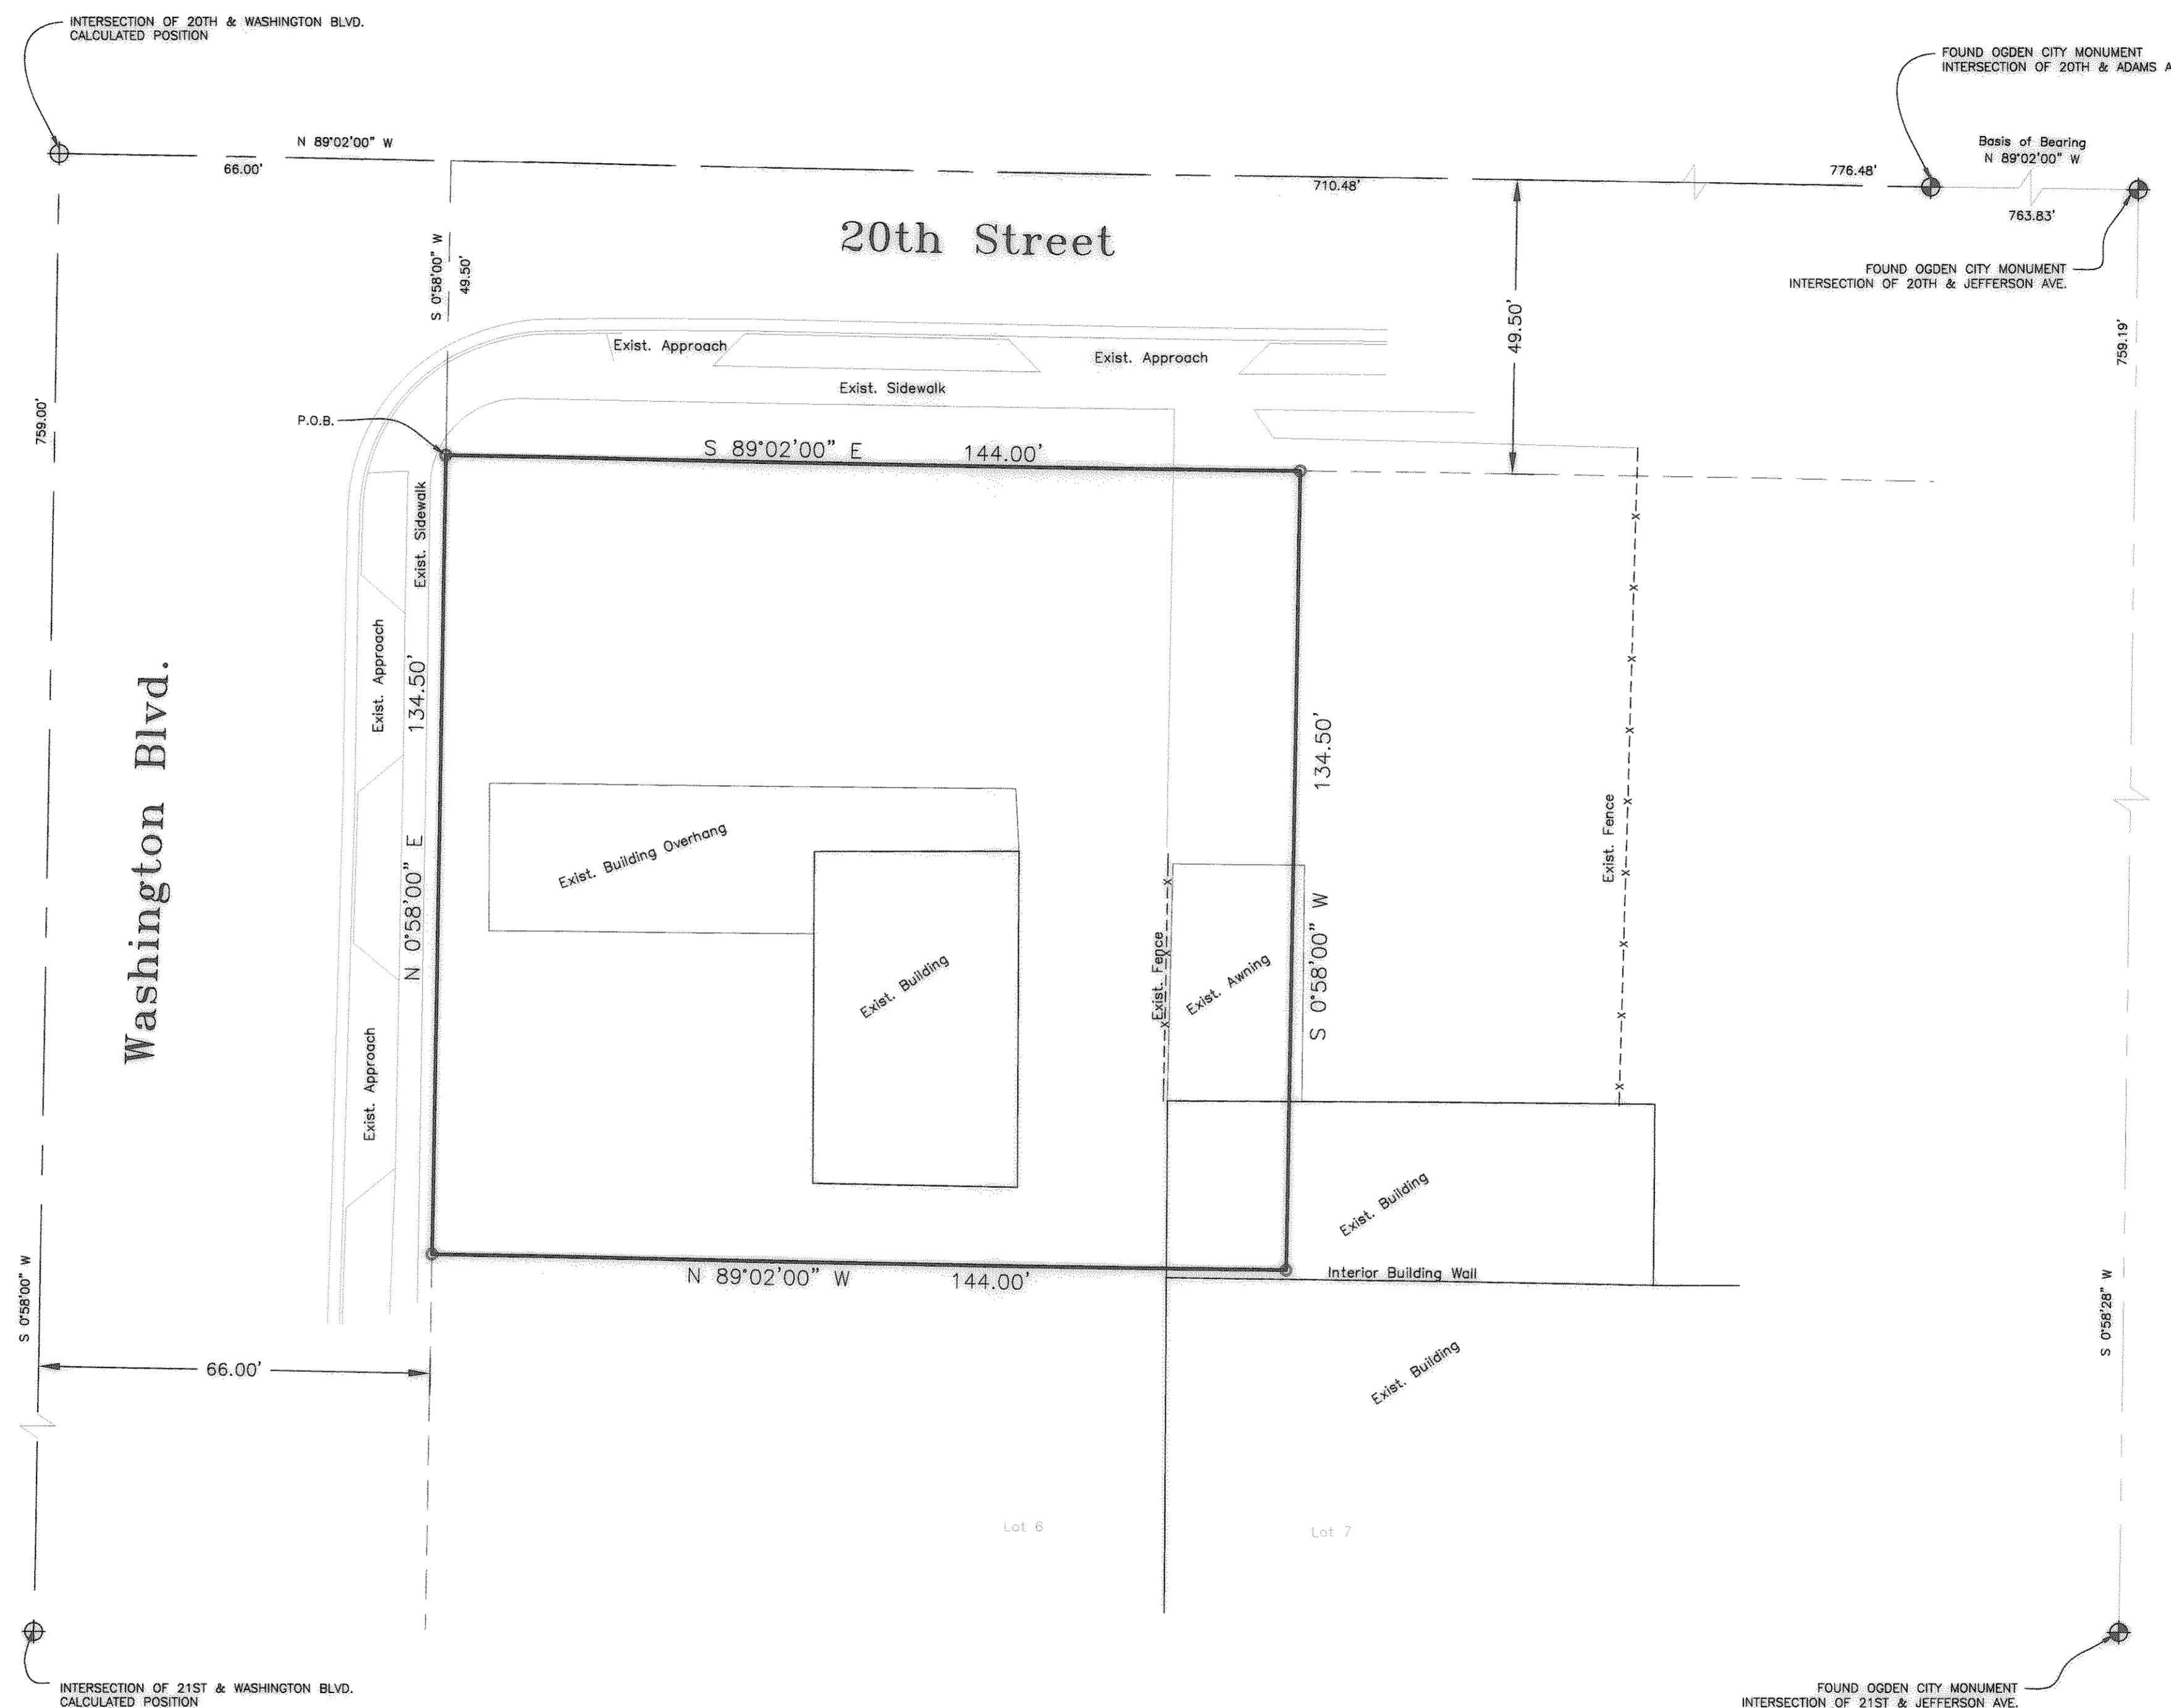 INTERSECTION OF 20TH & WASHINGTON BLVD.
CALCULATED POSITION
FOUND OGDEN CITY MONUMENT
INTERSECTION OF 20TH & ADAMS A
N 89°02'00" W
66.00'
710.48'
776.48'
Basis of Bearing
N 89°02'00" W
763.83'
20th Street
S 0°58'00" W
49.50'
FOUND OGDEN CITY MONUMENT
INTERSECTION OF 20TH & JEFFERSON AVE.
49.50'
759.19'
Exist. Approach
Exist. Approach
Exist. Sidewalk
759.00'
P.O.B.
S 89°02'00" E 144.00'
Exist. Sidewalk
Exist. Approach
134.50'
N 0°58'00" E
Washington Blvd.
134.50'
S 0°58'00" W
Exist. Building Overhang
Exist. Building
Exist. Fence
Exist. Awning
Exist. Fence
Exist. Approach
Exist. Building
N 89°02'00" W 144.00'
Interior Building Wall
S 0°58'00" W
S 0°58'28" W
66.00'
Exist. Building
Lot 6
Lot 7
INTERSECTION OF 21ST & WASHINGTON BLVD.
CALCULATED POSITION
FOUND OGDEN CITY MONUMENT
INTERSECTION OF 21ST & JEFFERSON AVE.